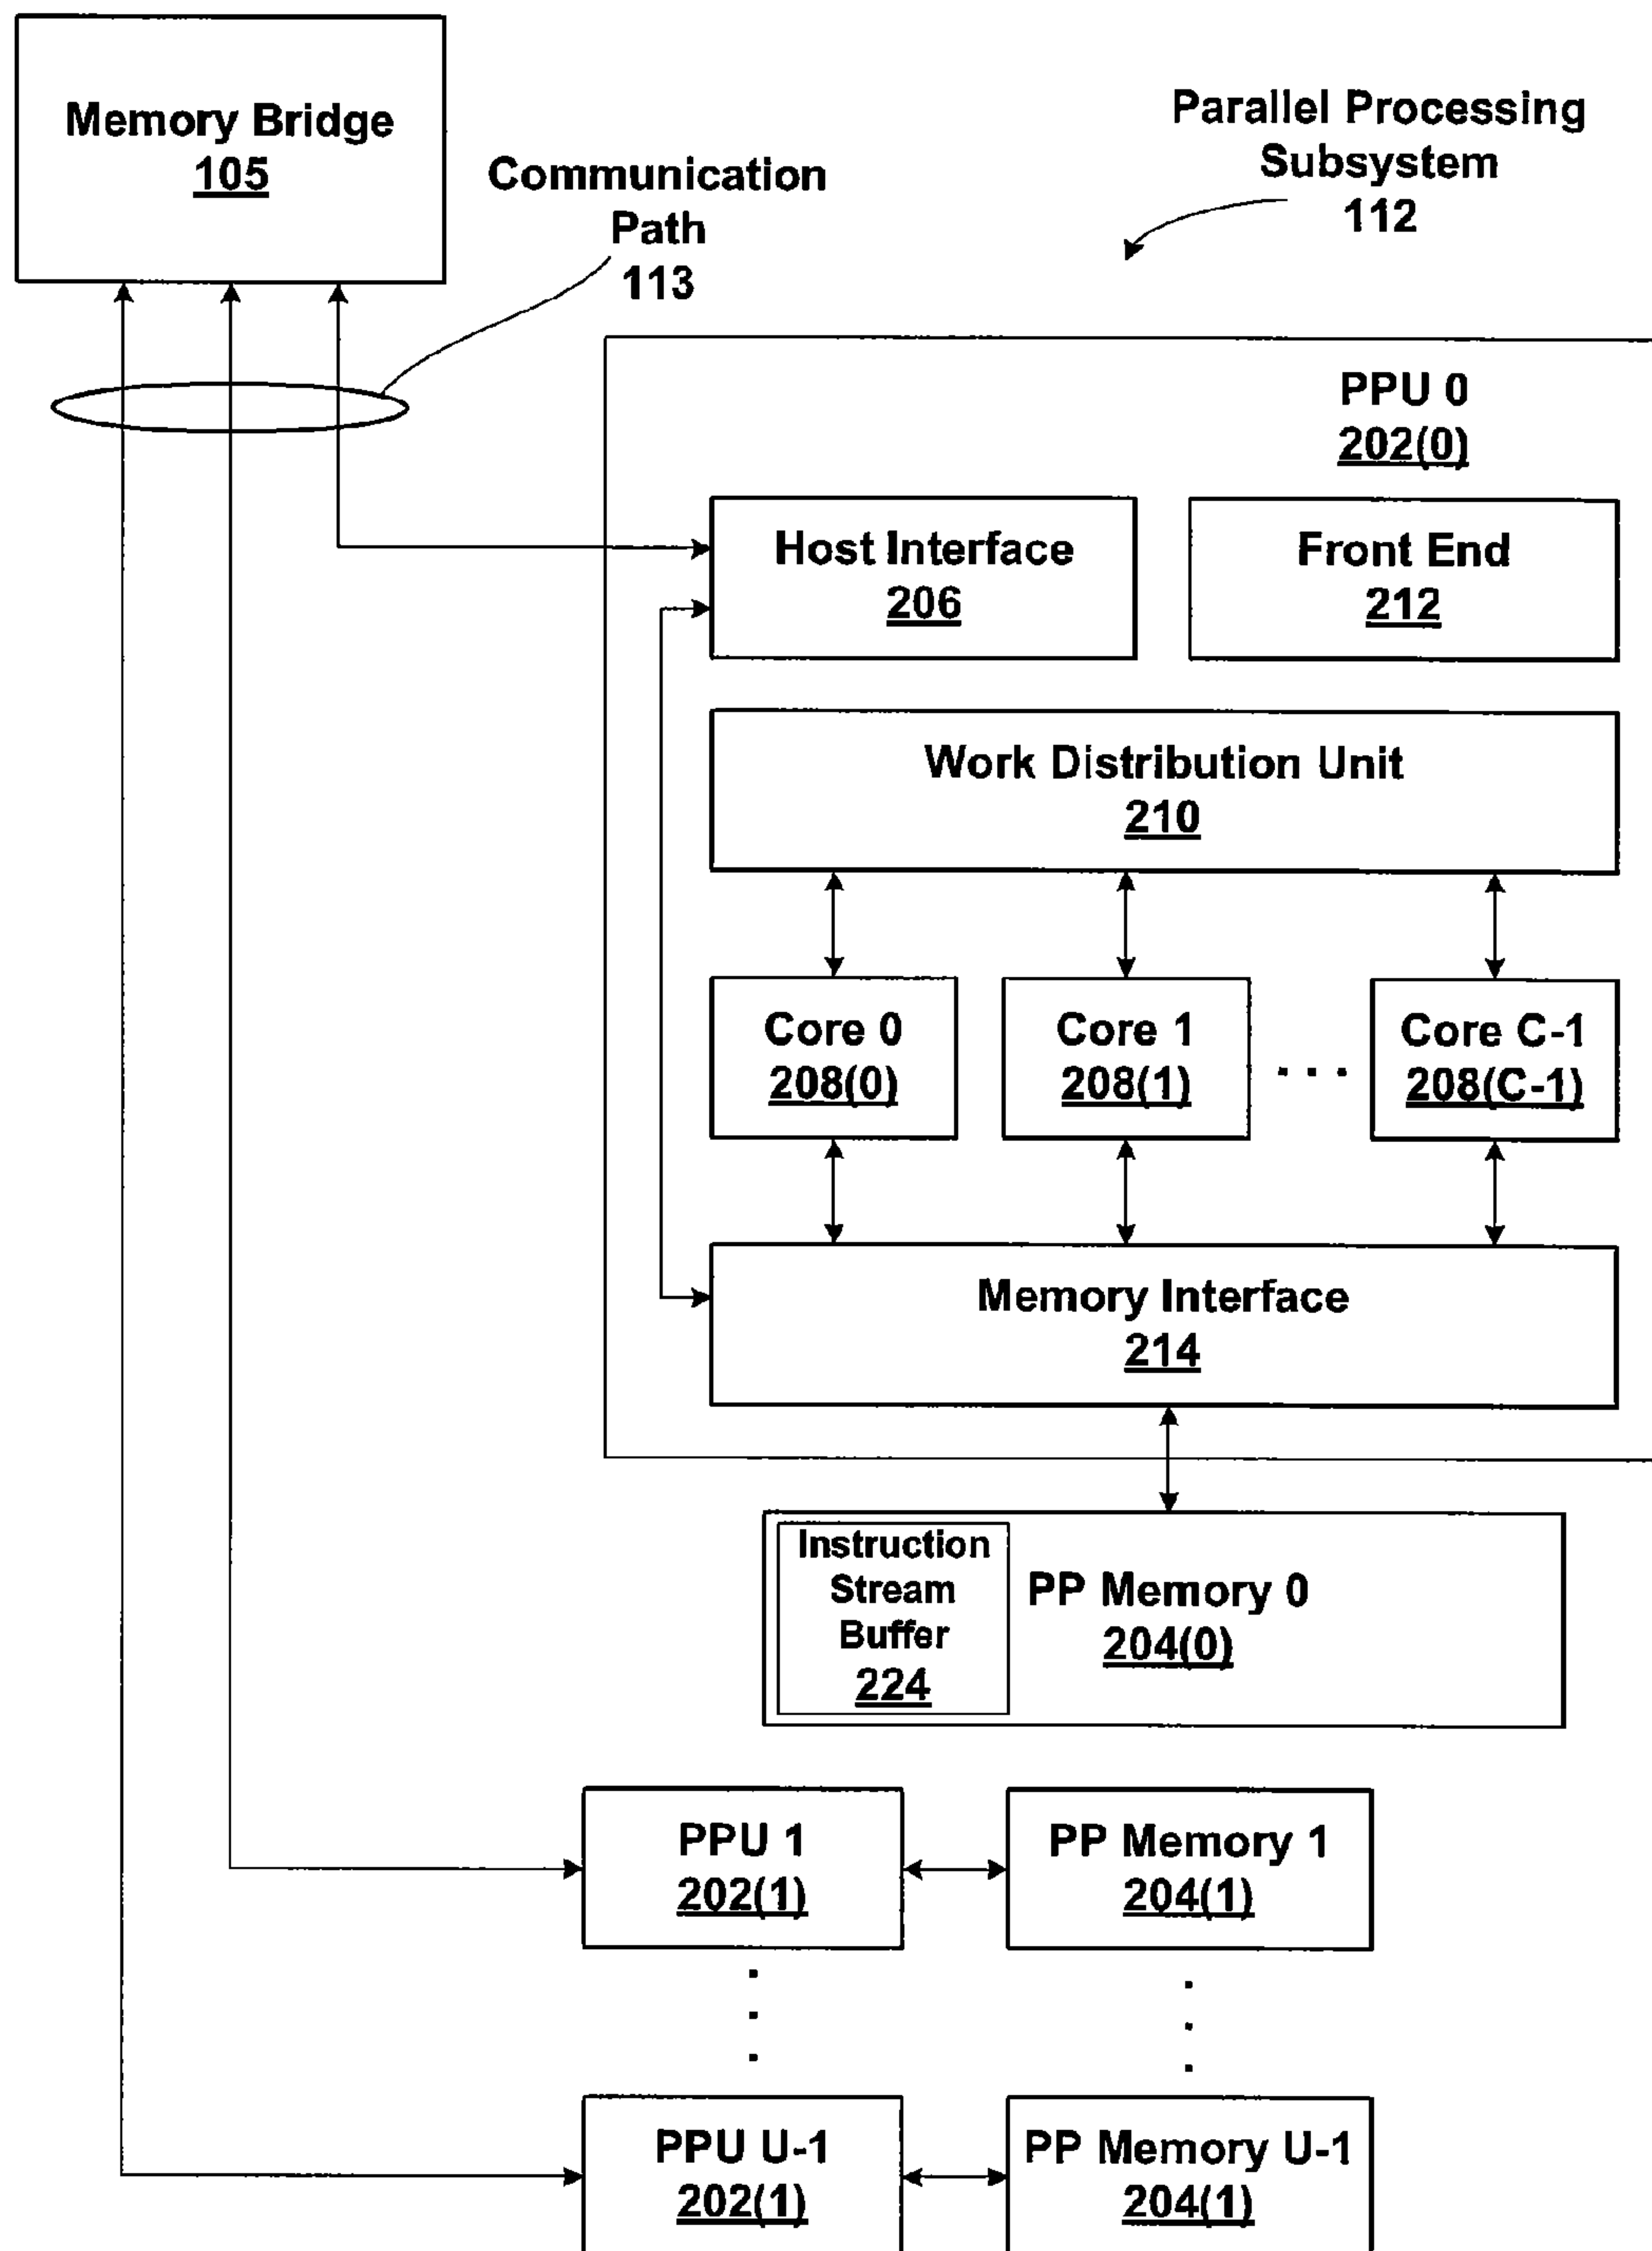 Memory Bridge
105
Communication
Path
113
Parallel Processing
Subsystem
112
PPU 0
202(0)
Host Interface
206
Front End
212
Work Distribution Unit
210
Core 0
208(0)
Core 1
208(1)
. . .
Core C-1
208(C-1)
Memory Interface
214
Instruction
Stream
Buffer
224
PP Memory 0
204(0)
PPU 1
202(1)
PP Memory 1
204(1)
PPU U-1
202(1)
PP Memory U-1
204(1)